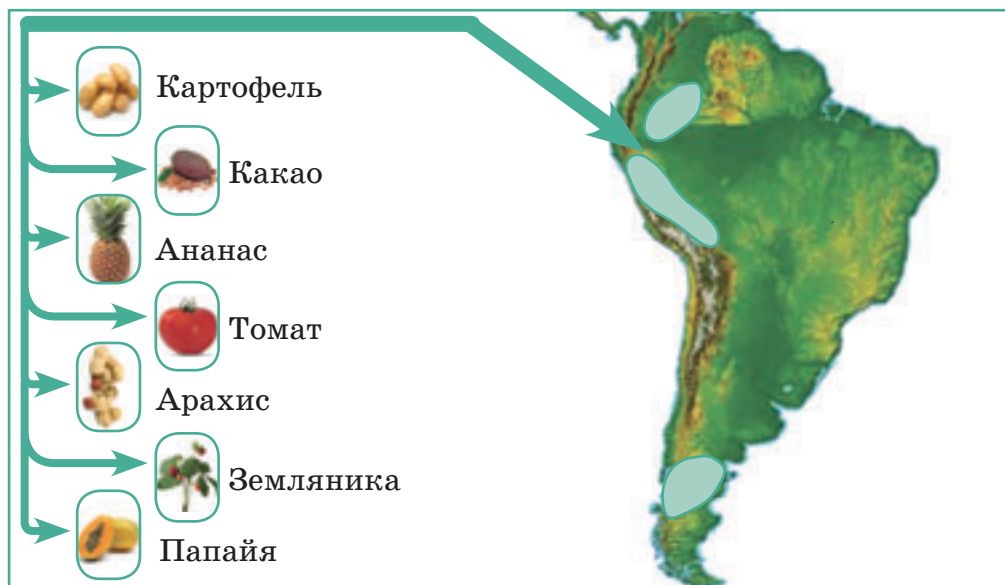 Картофель
Какао
Ананас
Томат
Арахис
Земляника
Папайя